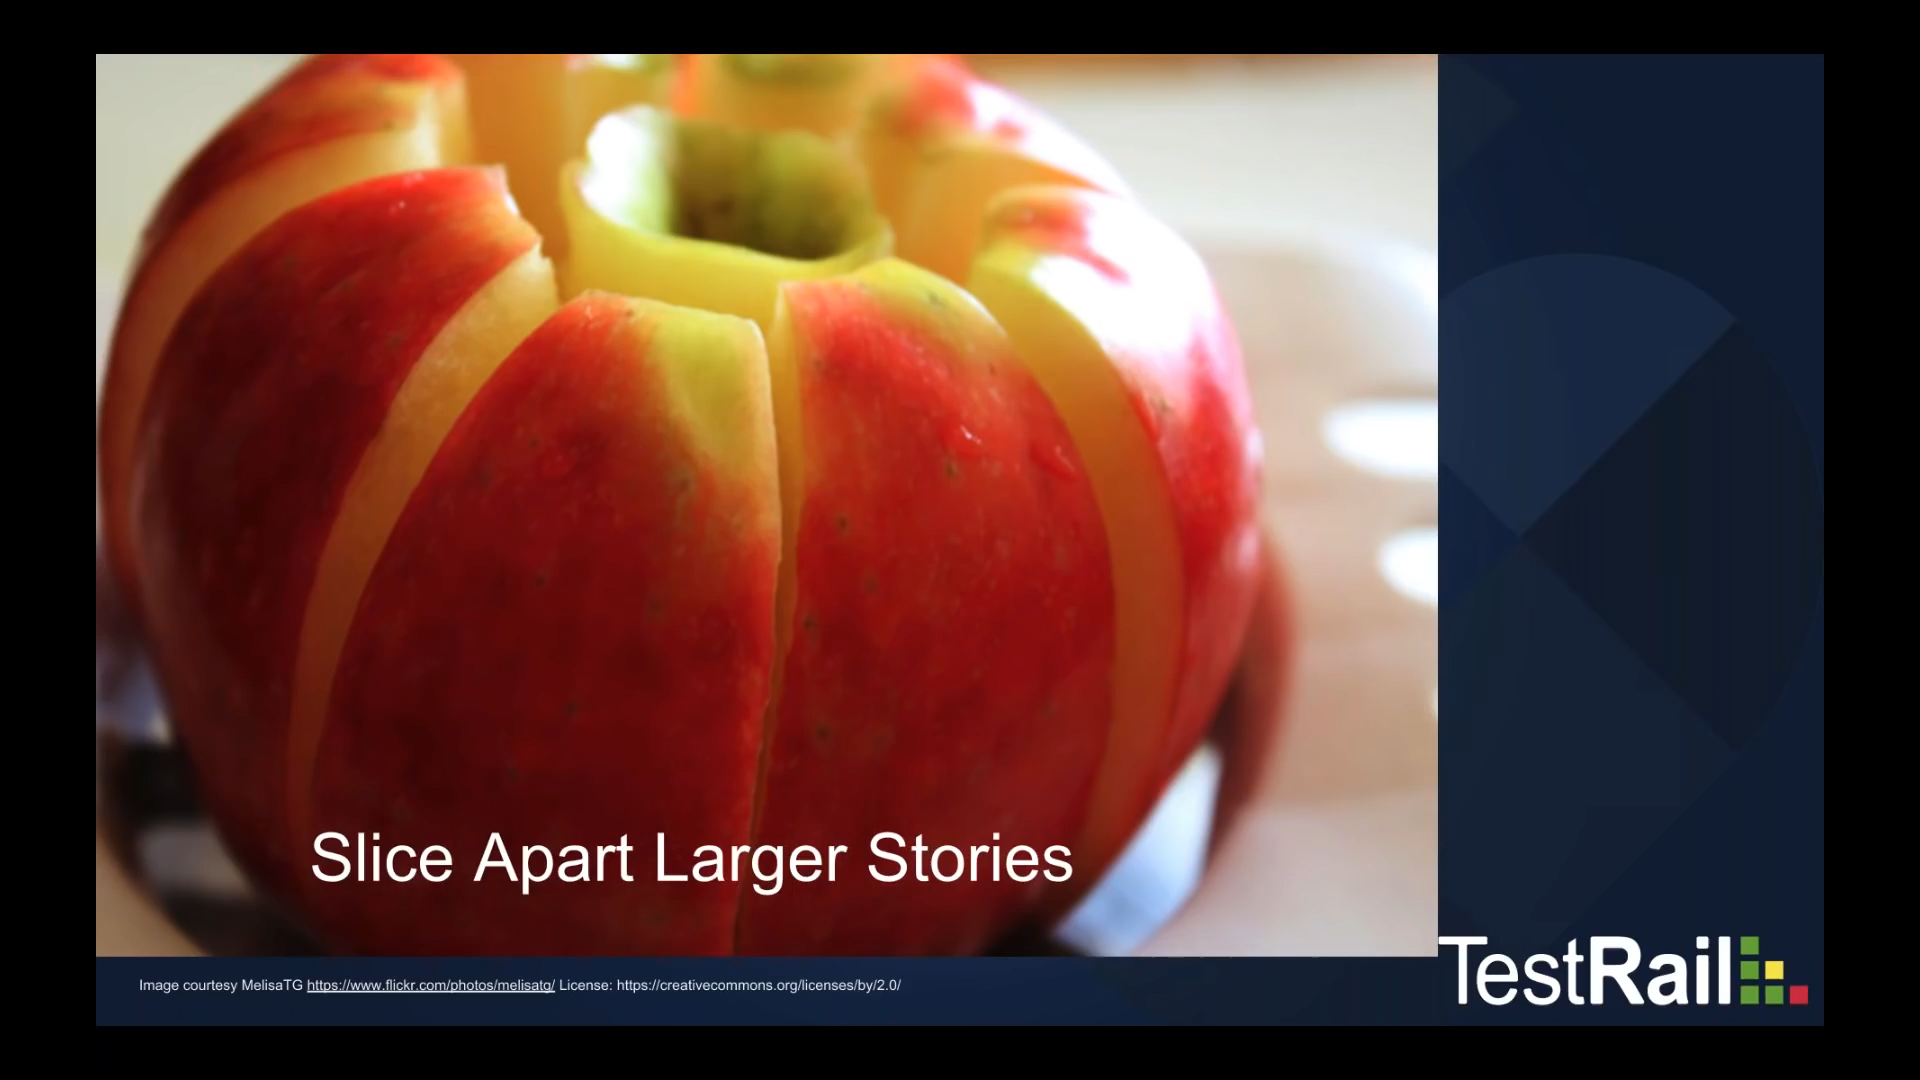 Slice Apart Larger Stories
Image courtesy MelisaTG https://www.flickr.com/photos/melisatg/ License: https://creativecommons.org/licenses/by/2.0/
TestRail